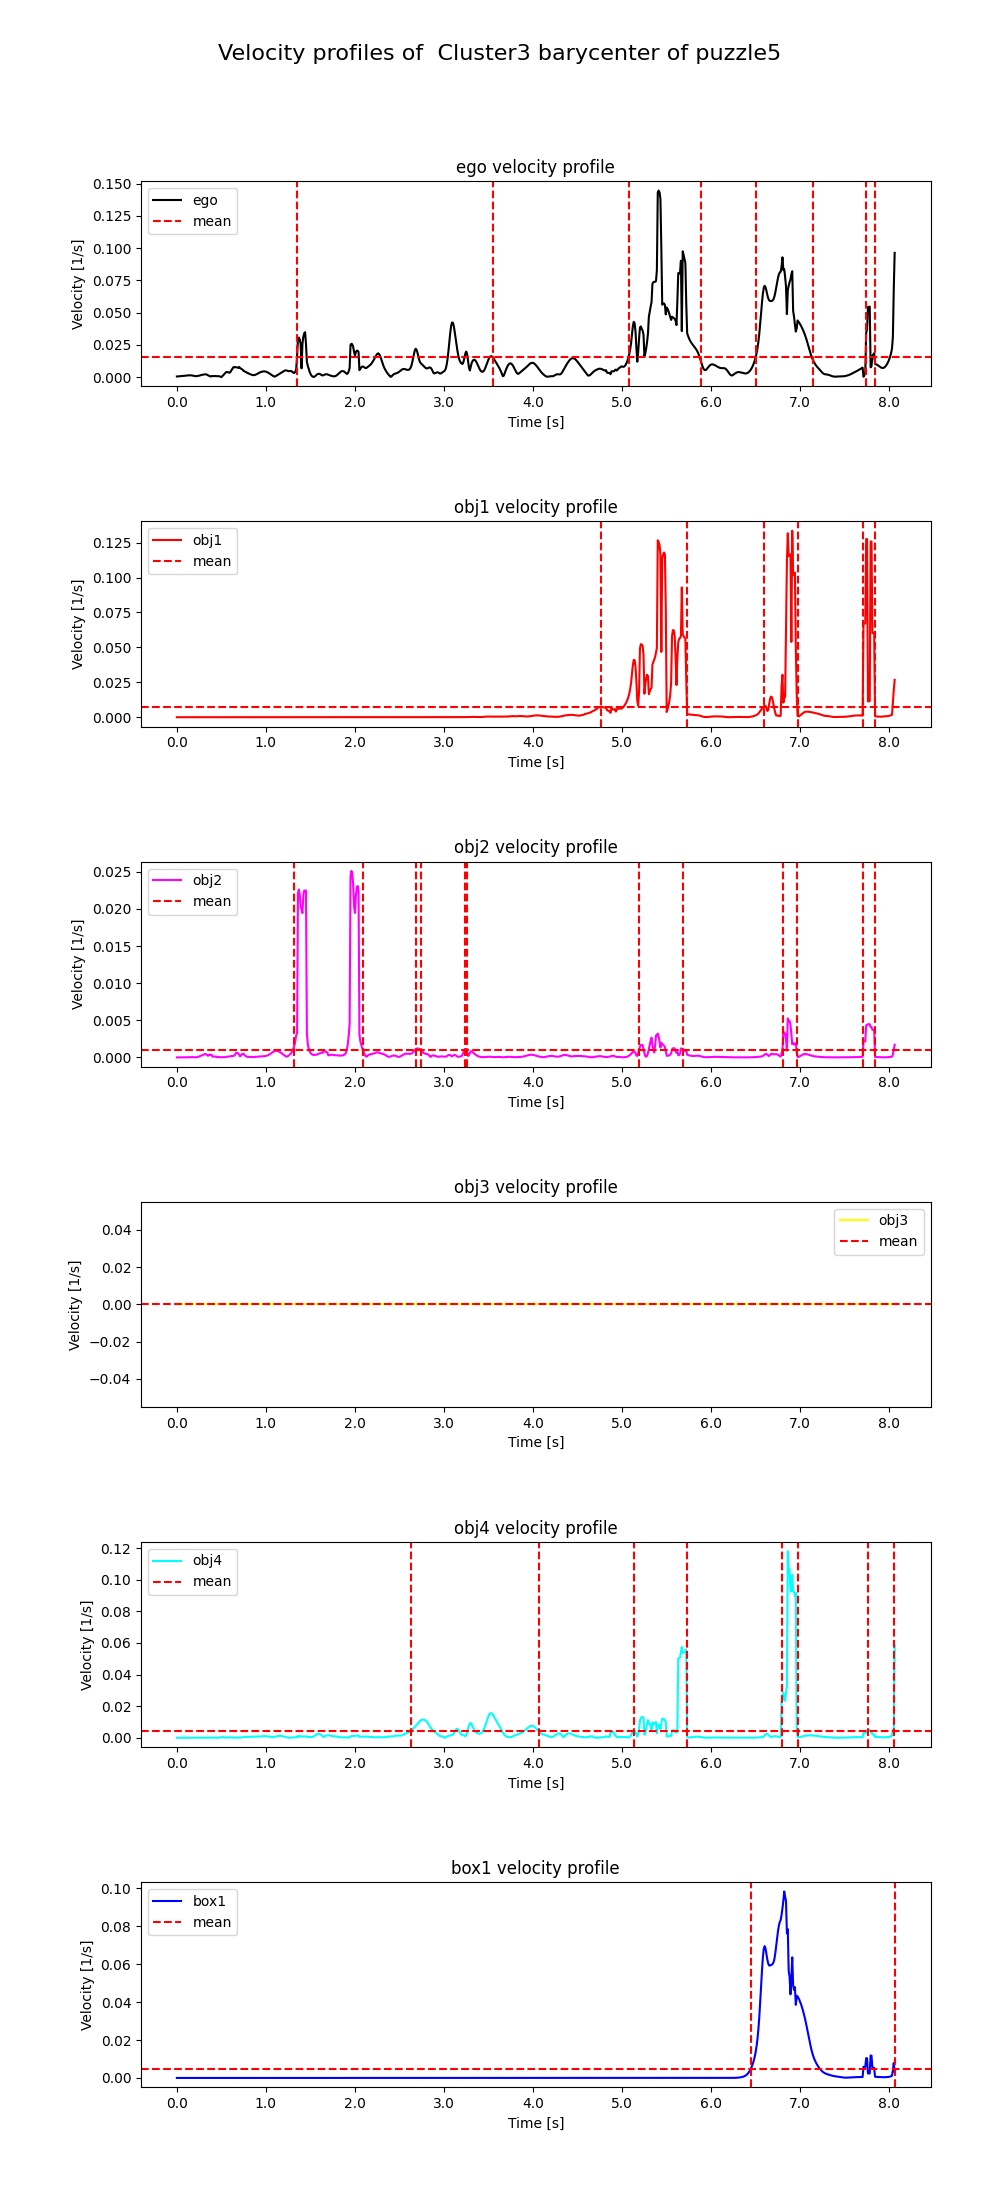 Velocity profiles of  Cluster3 barycenter of puzzle5
ego velocity profile
0.150
0.125
0.100
0.075
0.050
0.025
0.000
Velocity [1/s]
ego
mean
0.0 1.0 2.0 3.0 4.0 5.0 6.0 7.0 8.0
Time [s]
obj1 velocity profile
0.125
0.100
0.075
0.050
0.025
0.000
Velocity [1/s]
obj1
mean
0.0 1.0 2.0 3.0 4.0 5.0 6.0 7.0 8.0
Time [s]
obj2 velocity profile
0.025
0.020
0.015
0.010
0.005
0.000
Velocity [1/s]
obj2
mean
0.0 1.0 2.0 3.0 4.0 5.0 6.0 7.0 8.0
Time [s]
obj3 velocity profile
0.04
0.02
0.00
−0.02
−0.04
Velocity [1/s]
obj3
mean
0.0 1.0 2.0 3.0 4.0 5.0 6.0 7.0 8.0
Time [s]
obj4 velocity profile
0.12
0.10
0.08
0.06
0.04
0.02
0.00
Velocity [1/s]
obj4
mean
0.0 1.0 2.0 3.0 4.0 5.0 6.0 7.0 8.0
Time [s]
box1 velocity profile
0.10
0.08
0.06
0.04
0.02
0.00
Velocity [1/s]
box1
mean
0.0 1.0 2.0 3.0 4.0 5.0 6.0 7.0 8.0
Time [s]